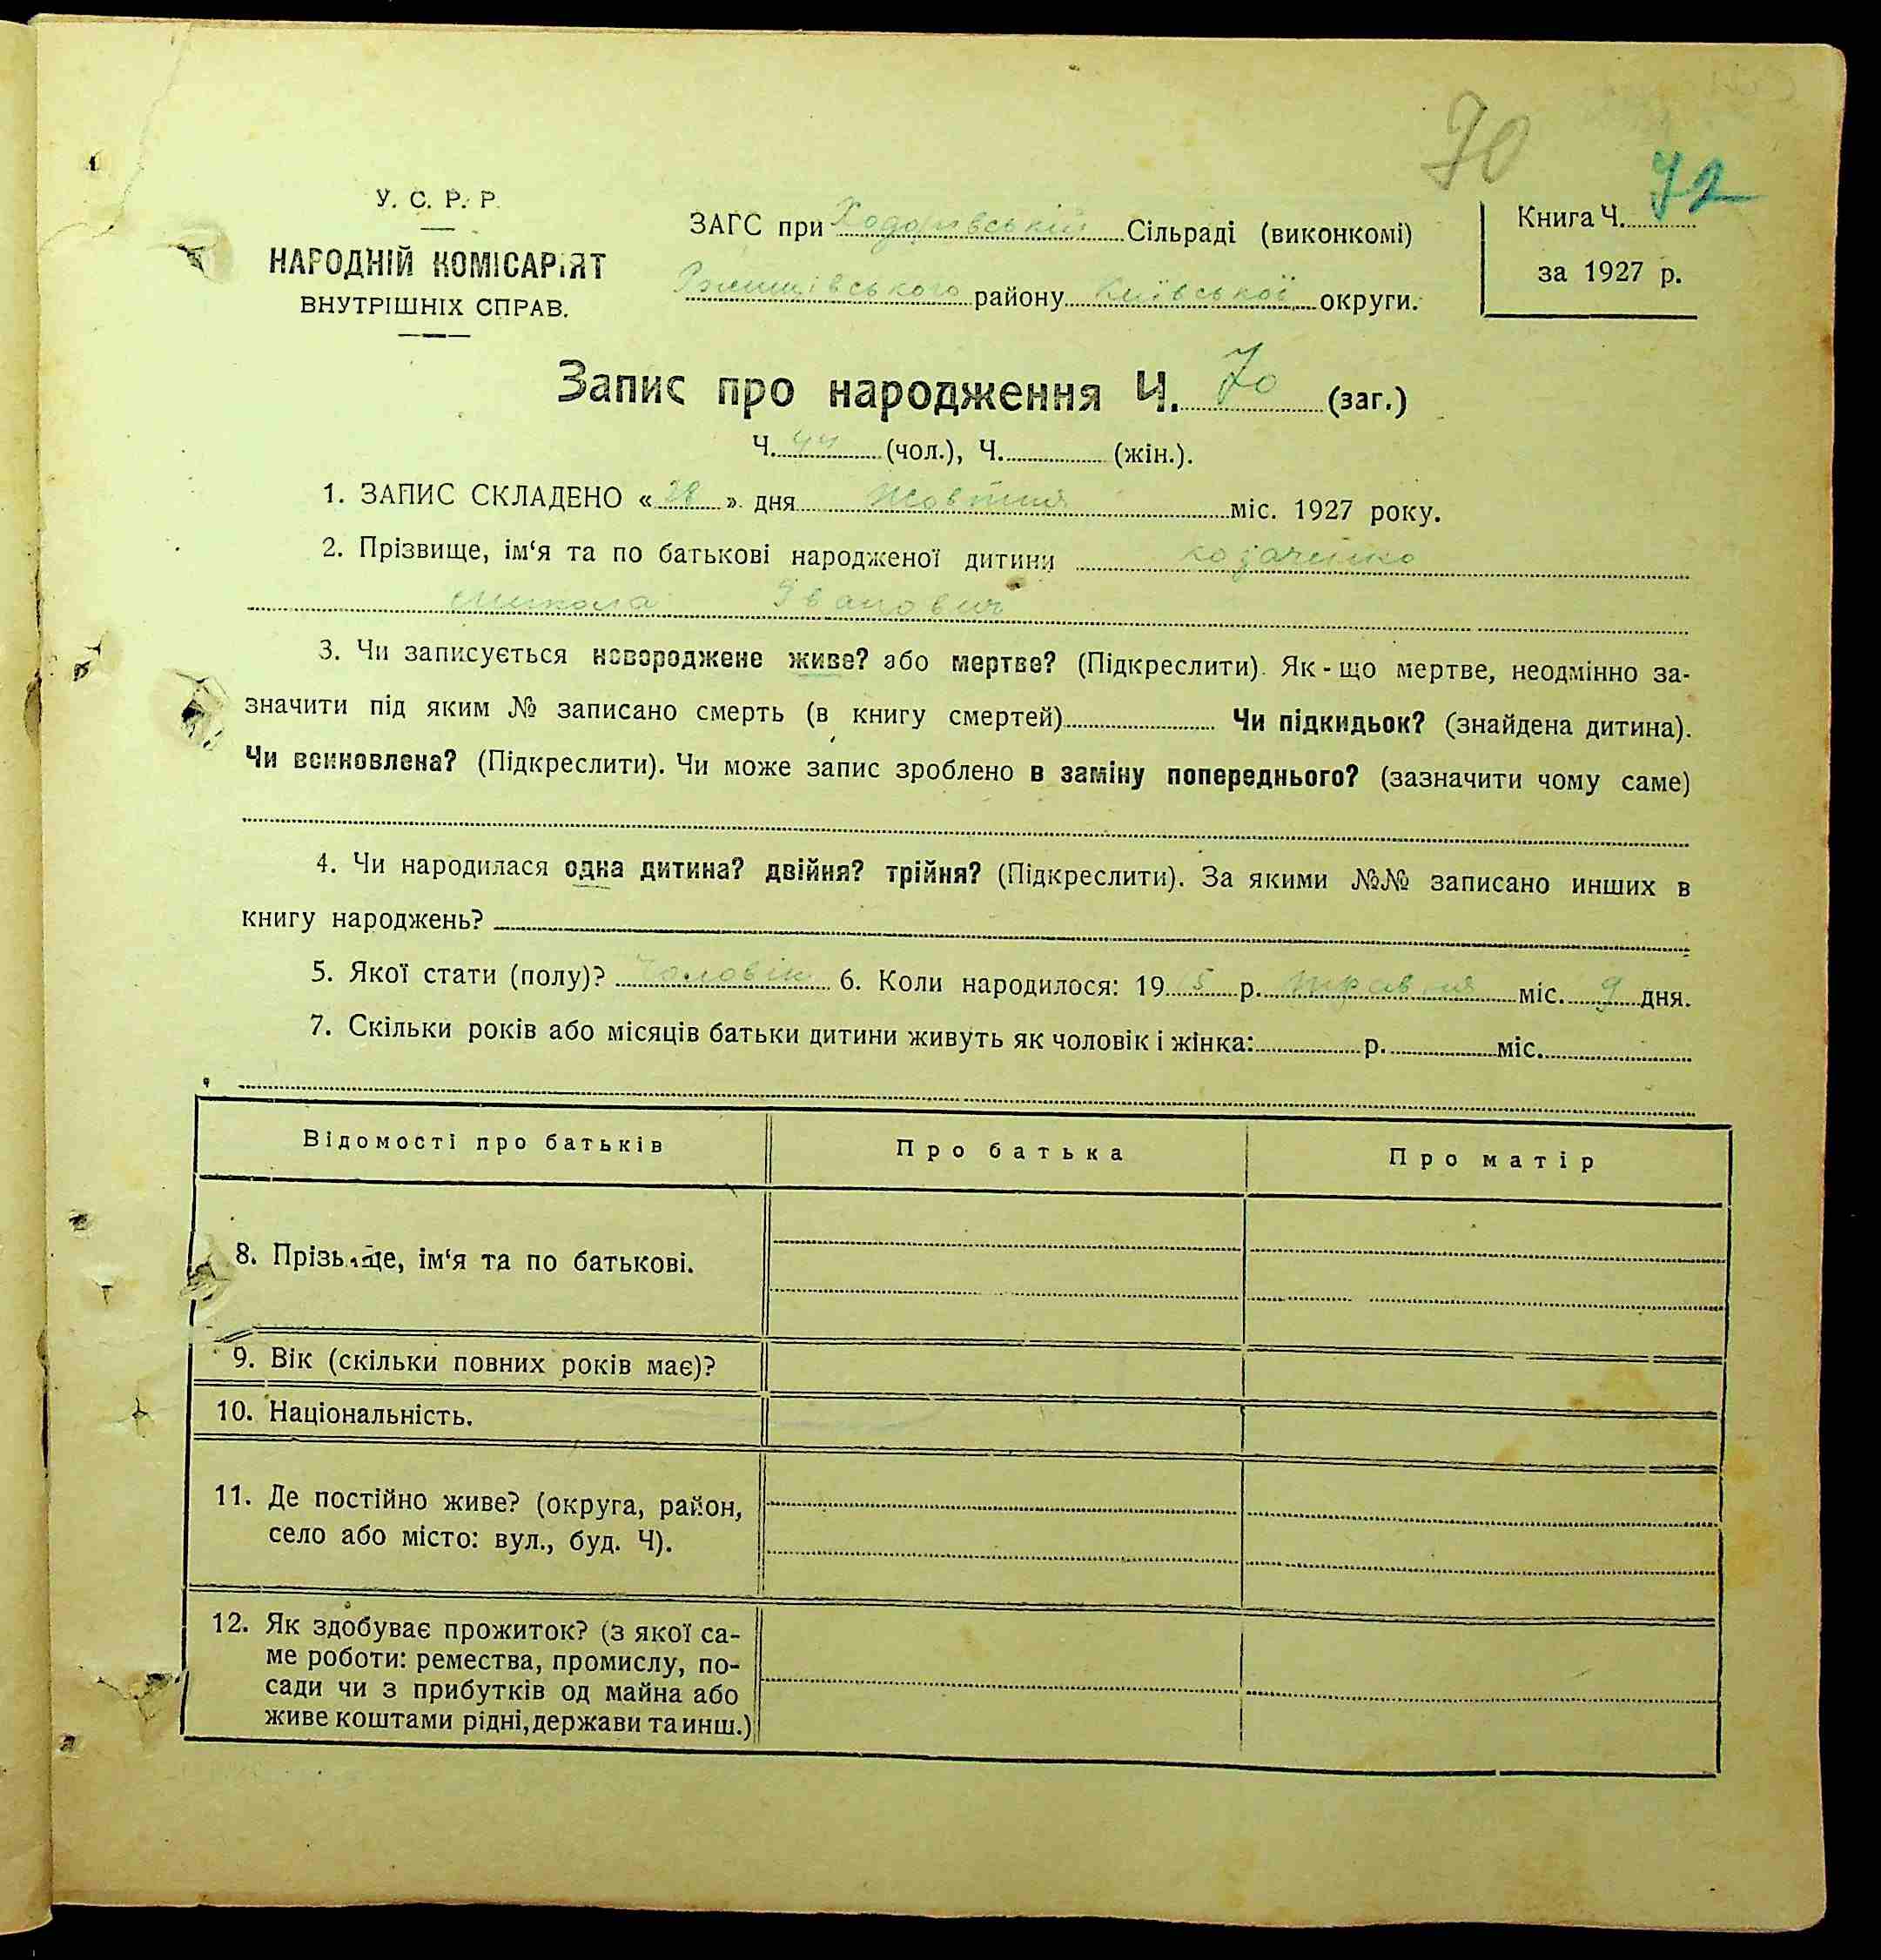 70
72
У. С. Р. Р.
НАРОДНІЙ КОМІСАРІЯТ
ВНУТРІШНІХ СПРАВ.
ЗАГС при Ходорівській Сільраді (виконкомі)
Ржищівського району Київської округи.
Книга Ч.
за 1927 р.
Запис про народження Ч. 70 (заг.)
Ч. 44 (чол.), Ч. (жін.).
1. ЗАПИС СКЛАДЕНО « 28 » дня Жовтня міс. 1927 року.
2. Прізвище, ім‘я та по батькові народженої дитини козаченко
Микола Іванович
3. Чи записується новороджене живе? або мертве? (Підкреслити). Як - що мертве, неодмінно за-
значити під яким № записано смерть (в книгу смертей) Чи підкидьок? (знайдена дитина).
Чи всиновлена? (Підкреслити). Чи може запис зроблено в заміну попереднього? (зазначити чому саме)
4. Чи народилася одна дитина? двійня? трійня? (Підкреслити). За якими №№ записано инших в
книгу народжень?
5. Якої стати (полу)? Чоловік 6. Коли народилося: 19 р. травня міс. 9 дня.
7. Скільки років або місяців батьки дитини живуть як чоловік і жінка: р. міс.
Відомості про батьків Про батька Про матір
8. Прізвище, ім‘я та по батькові.
9. Вік (скільки повних років має)?
10. Національність.
11. Де постійно живе? (округа, район,
село або місто: вул., буд. Ч).
12. Як здобуває прожиток? (з якої са-
ме роботи: ремества, промислу, по-
сади чи з прибутків од майна або
живе коштами рідні, держави та инш.)